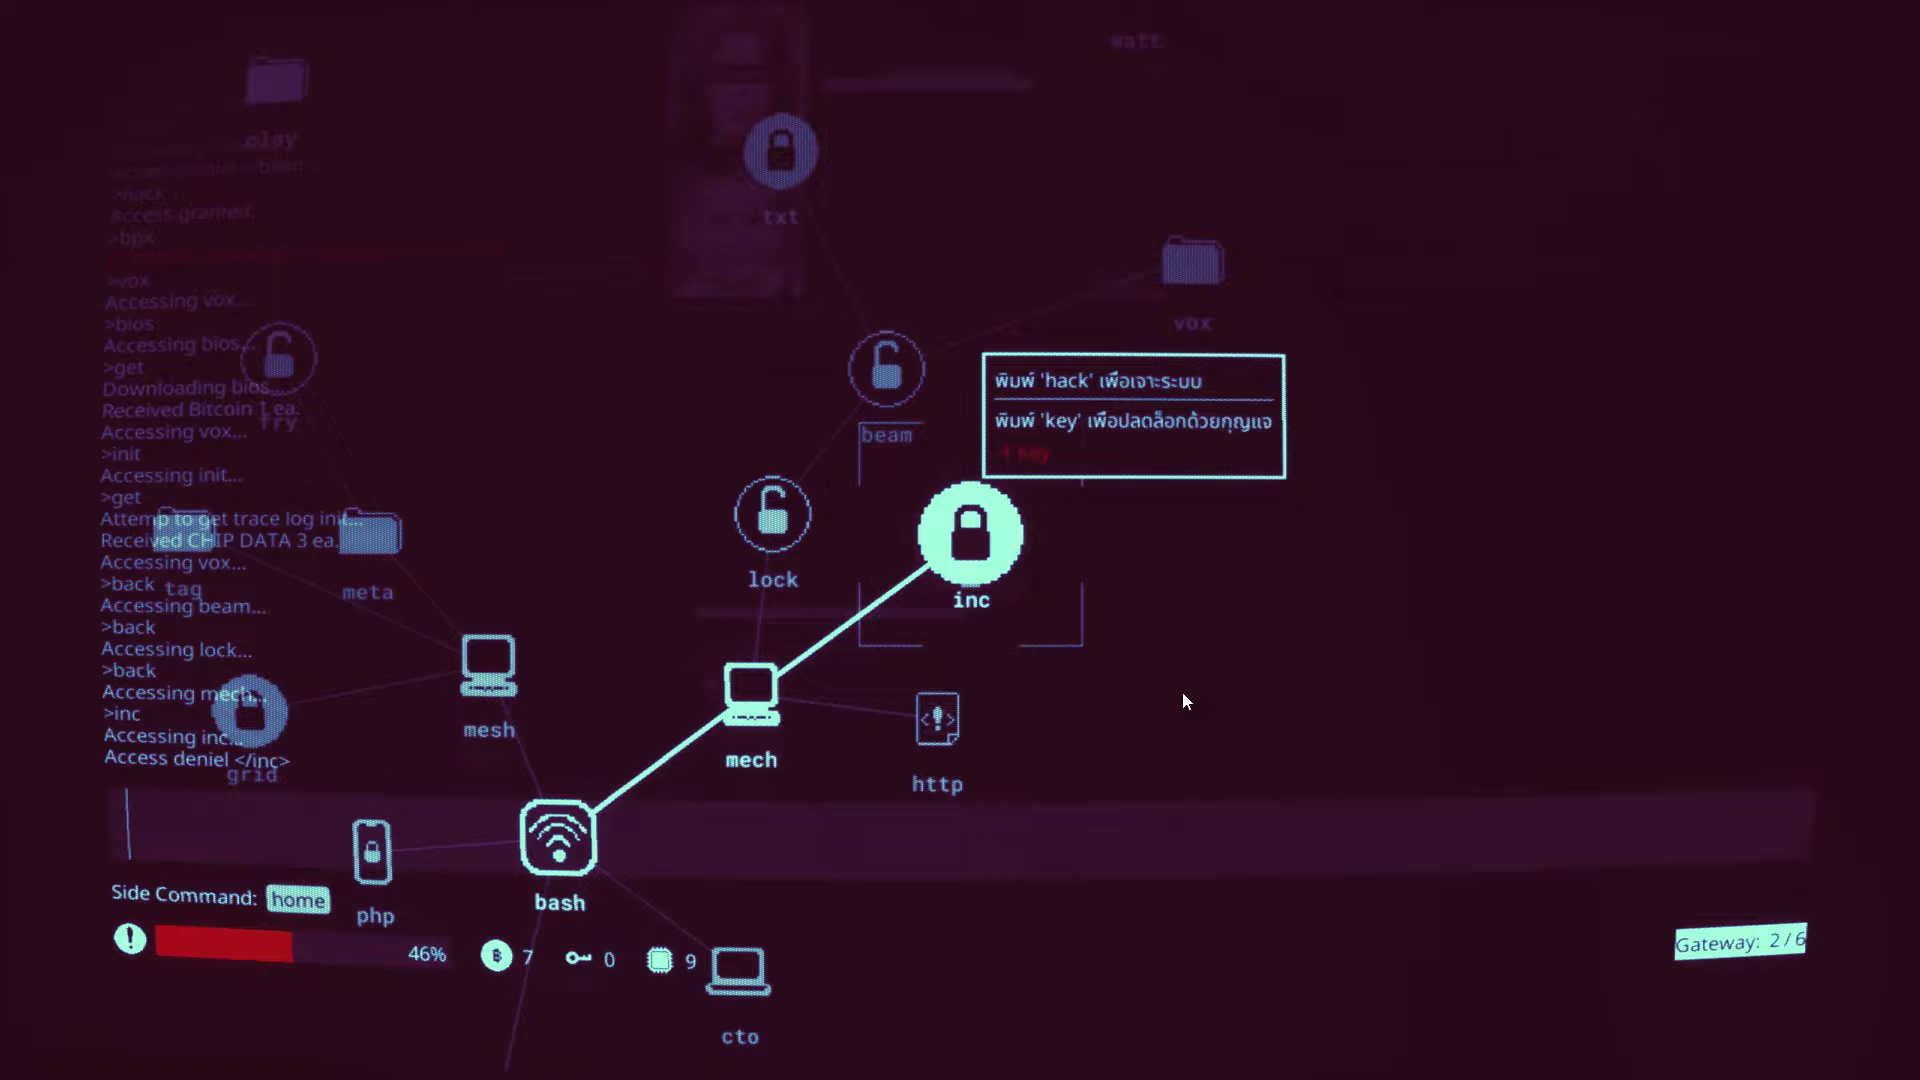 watt
clay
>hack
Access granted.
>bpx
txt
>vox
Accessing vox...
>bios
Accessing bios...
>get
Downloading bios...
Received Bitcoin 1 ea.
fry
Accessing vox...
>init
Accessing init...
>get
Attemp to get trace log init...
Received CHIP DATA 3 ea.
Accessing vox...
>back
Accessing beam...
>back
Accessing lock...
>back
Accessing mech...
>inc
Accessing inc...
Access deniel </inc>
vox
พิมพ์ 'hack' เพื่อเจาะระบบ
พิมพ์ 'key' เพื่อปลดล็อกด้วยกุญแจ
-1 key
beam
lock
inc
tag
meta
mesh
mech
http
grid
php
bash
cto
Side Command: home
46%
7
0
9
Gateway: 2/6